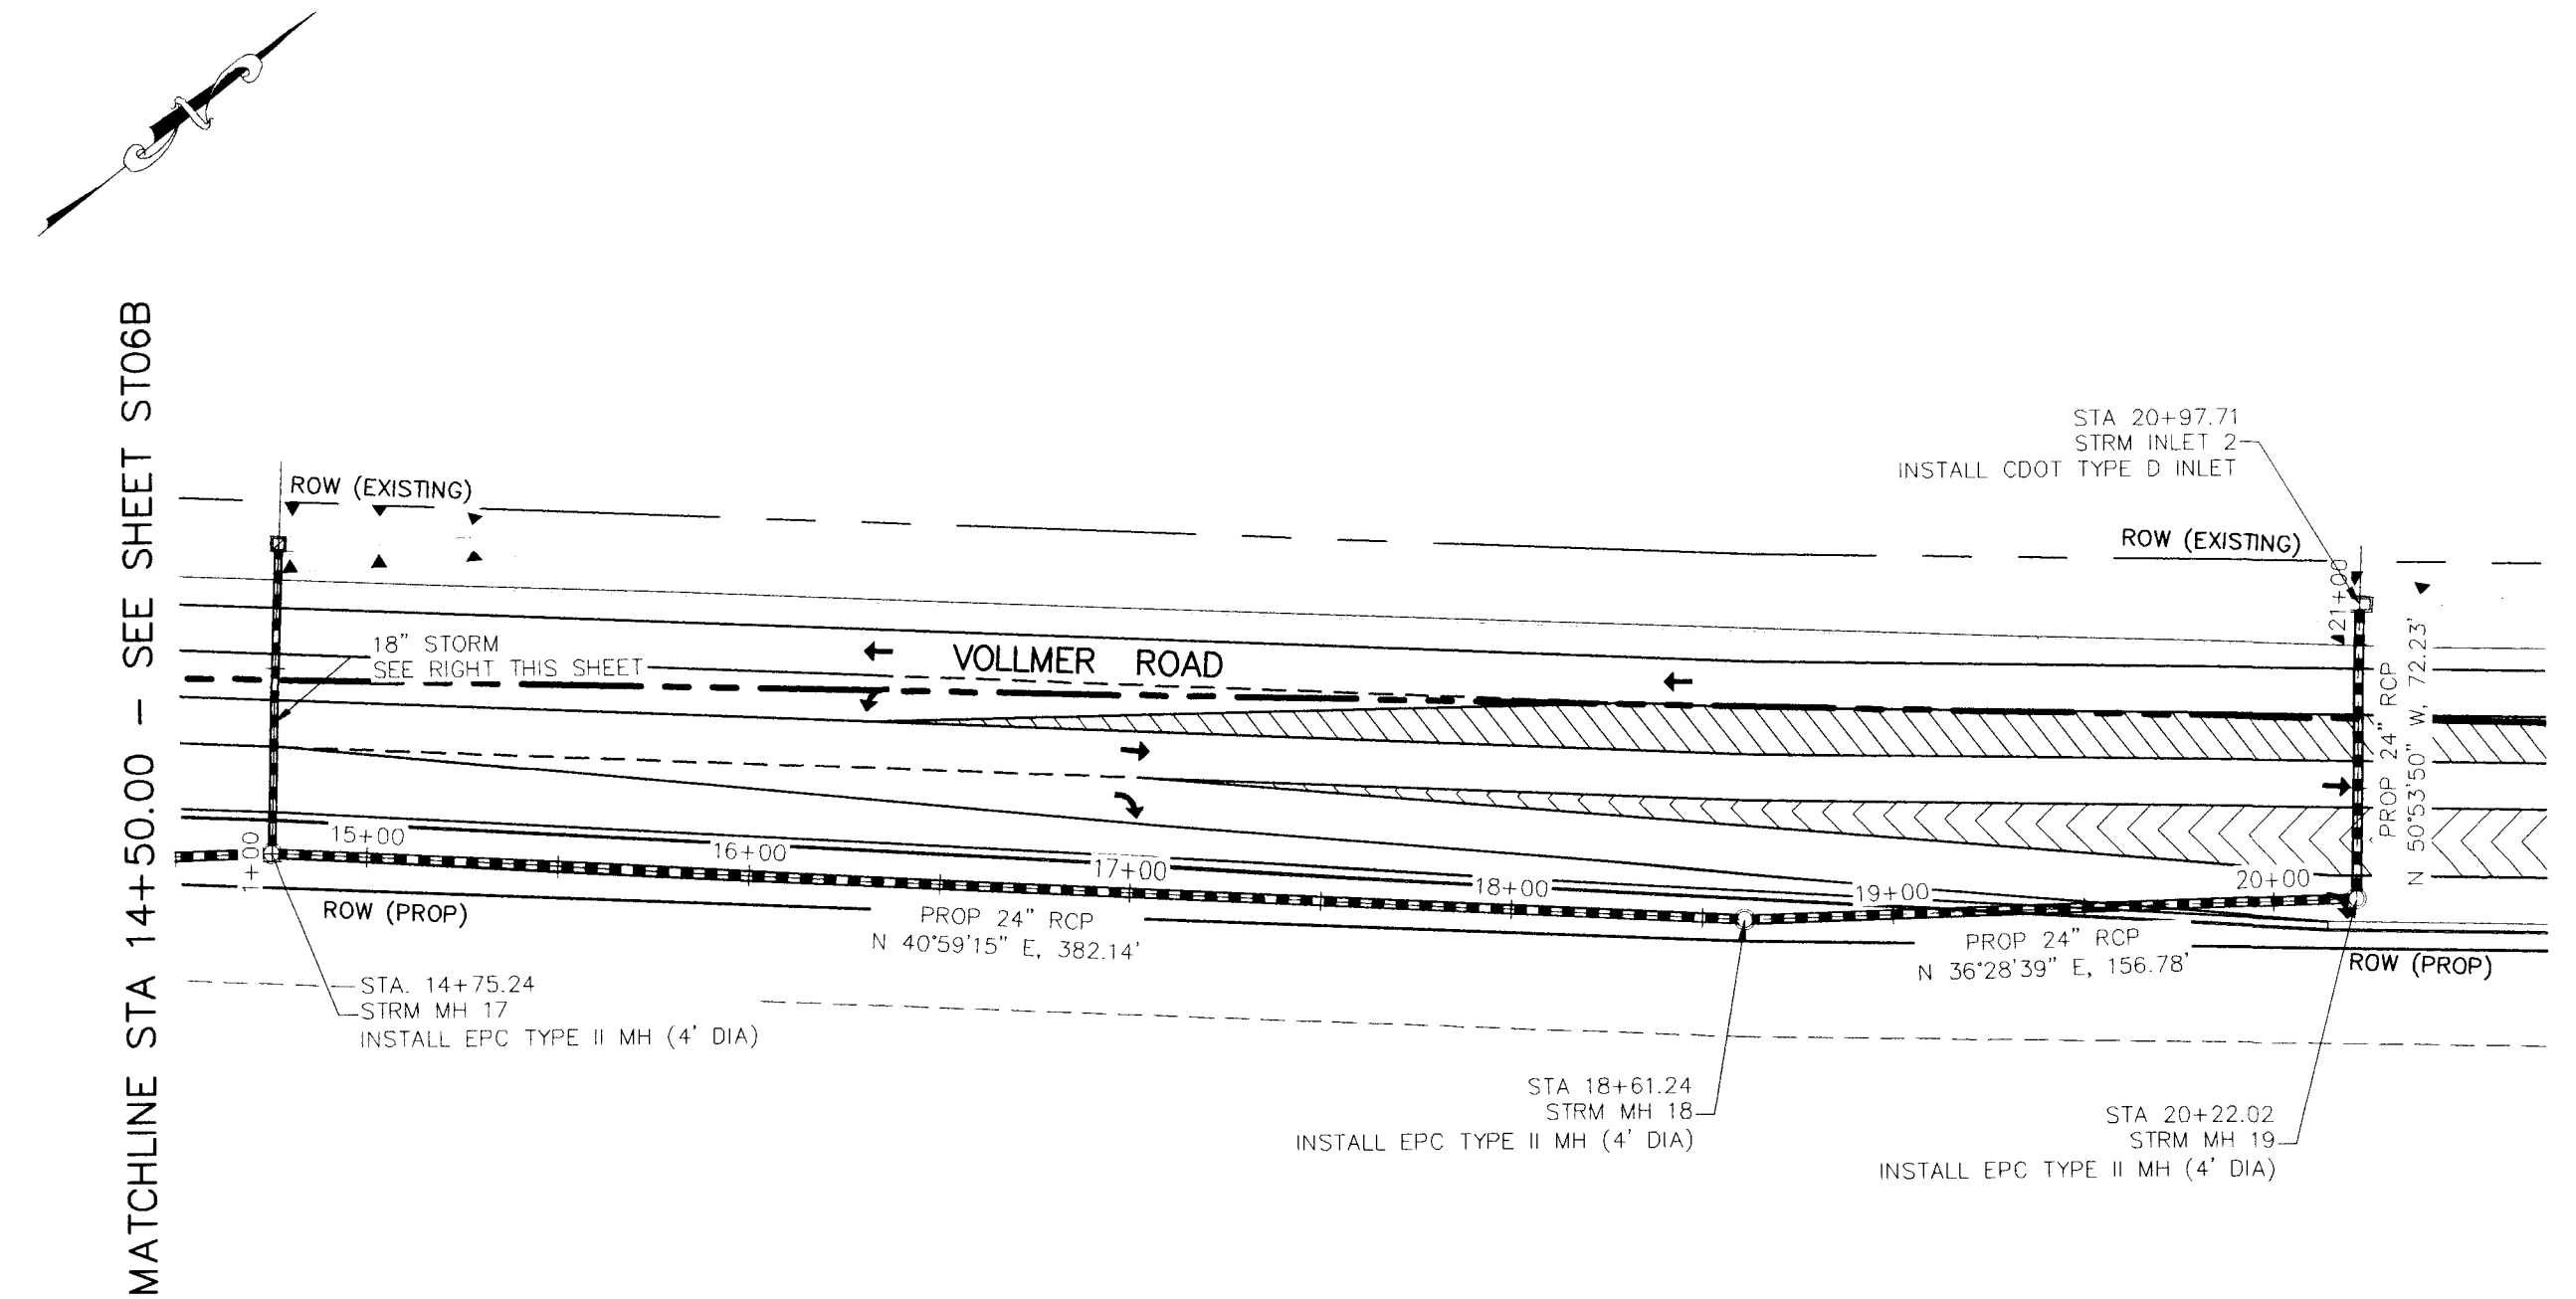 MATCHLINE STA 14+50.00 – SEE SHEET ST06B
STA 20+97.71
STRM INLET 2
INSTALL CDOT TYPE D INLET
ROW (EXISTING)
ROW (EXISTING)
21+00
18" STORM
SEE RIGHT THIS SHEET
VOLLMER ROAD
PROP 24" RCP
N 50°53'50" W, 72.23'
1+00
15+00
16+00
17+00
18+00
19+00
20+00
ROW (PROP)
PROP 24" RCP
N 40°59'15" E, 382.14'
PROP 24" RCP
N 36°28'39" E, 156.78'
ROW (PROP)
STA. 14+75.24
STRM MH 17
INSTALL EPC TYPE II MH (4' DIA)
STA 18+61.24
STRM MH 18
INSTALL EPC TYPE II MH (4' DIA)
STA 20+22.02
STRM MH 19
INSTALL EPC TYPE II MH (4' DIA)